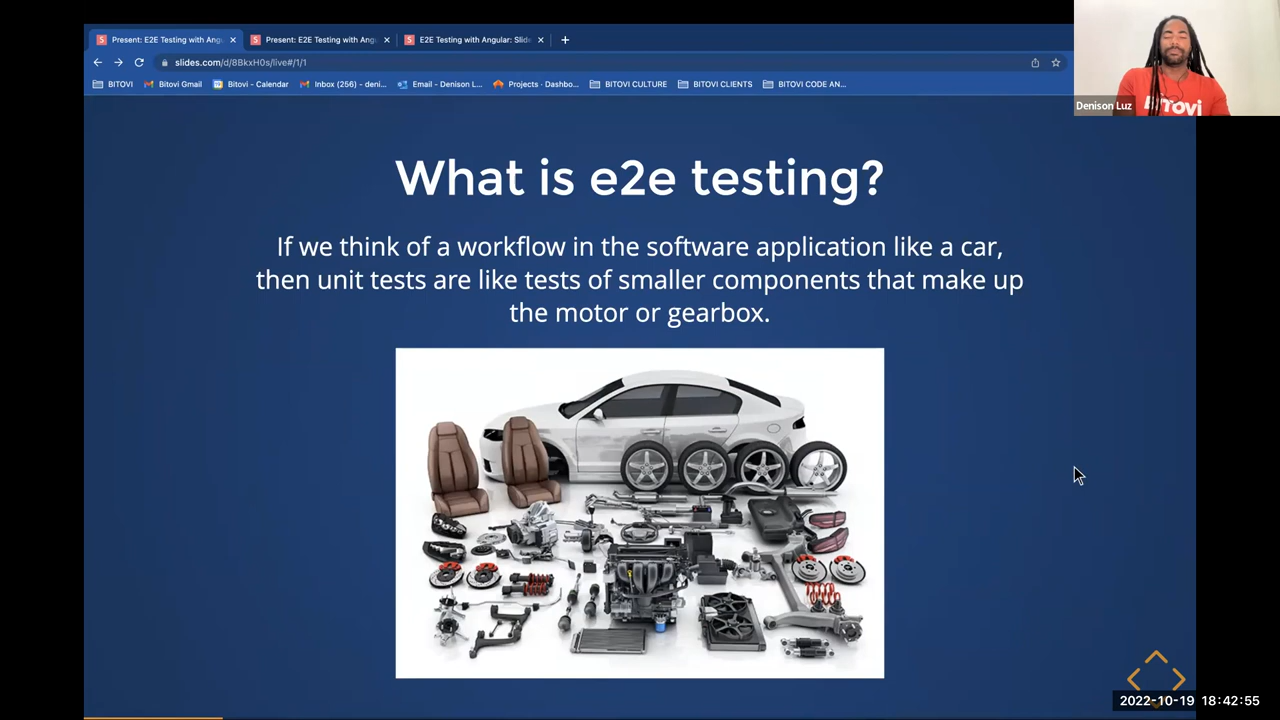 Present: E2E Testing with Angu
Present: E2E Testing with Angu
E2E Testing with Angular: Slide
slides.com/d/8BkxH0s/live#/1/1
BITOVI
Bitovi Gmail
Bitovi - Calendar
Inbox (256) - deni...
Email - Denison L...
Projects - Dashbo...
BITOVI CULTURE
BITOVI CLIENTS
BITOVI CODE AN...
BiTovi
Denison Luz
What is e2e testing?
If we think of a workflow in the software application like a car,
then unit tests are like tests of smaller components that make up
the motor or gearbox.
2022-10-19 18:42:55